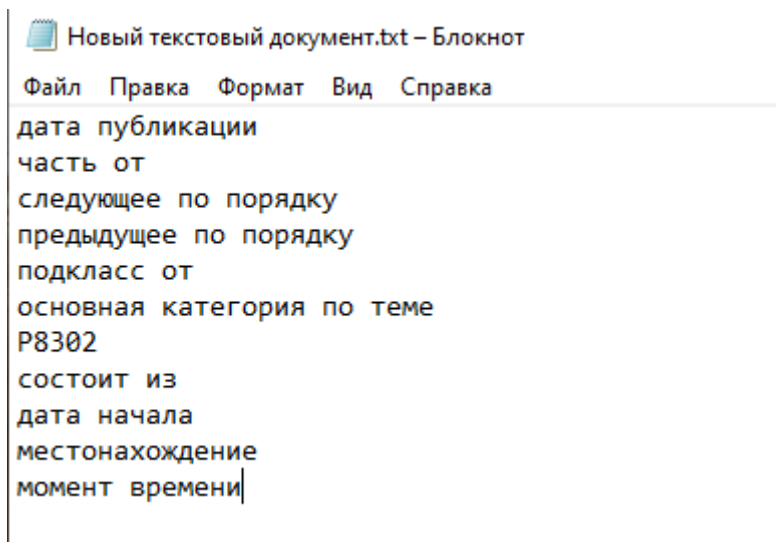 Новый текстовый документ.txt – Блокнот
Файл Правка Формат Вид Справка
дата публикации
часть от
следующее по порядку
предыдущее по порядку
подкласс от
основная категория по теме
P8302
состоит из
дата начала
местонахождение
момент времени